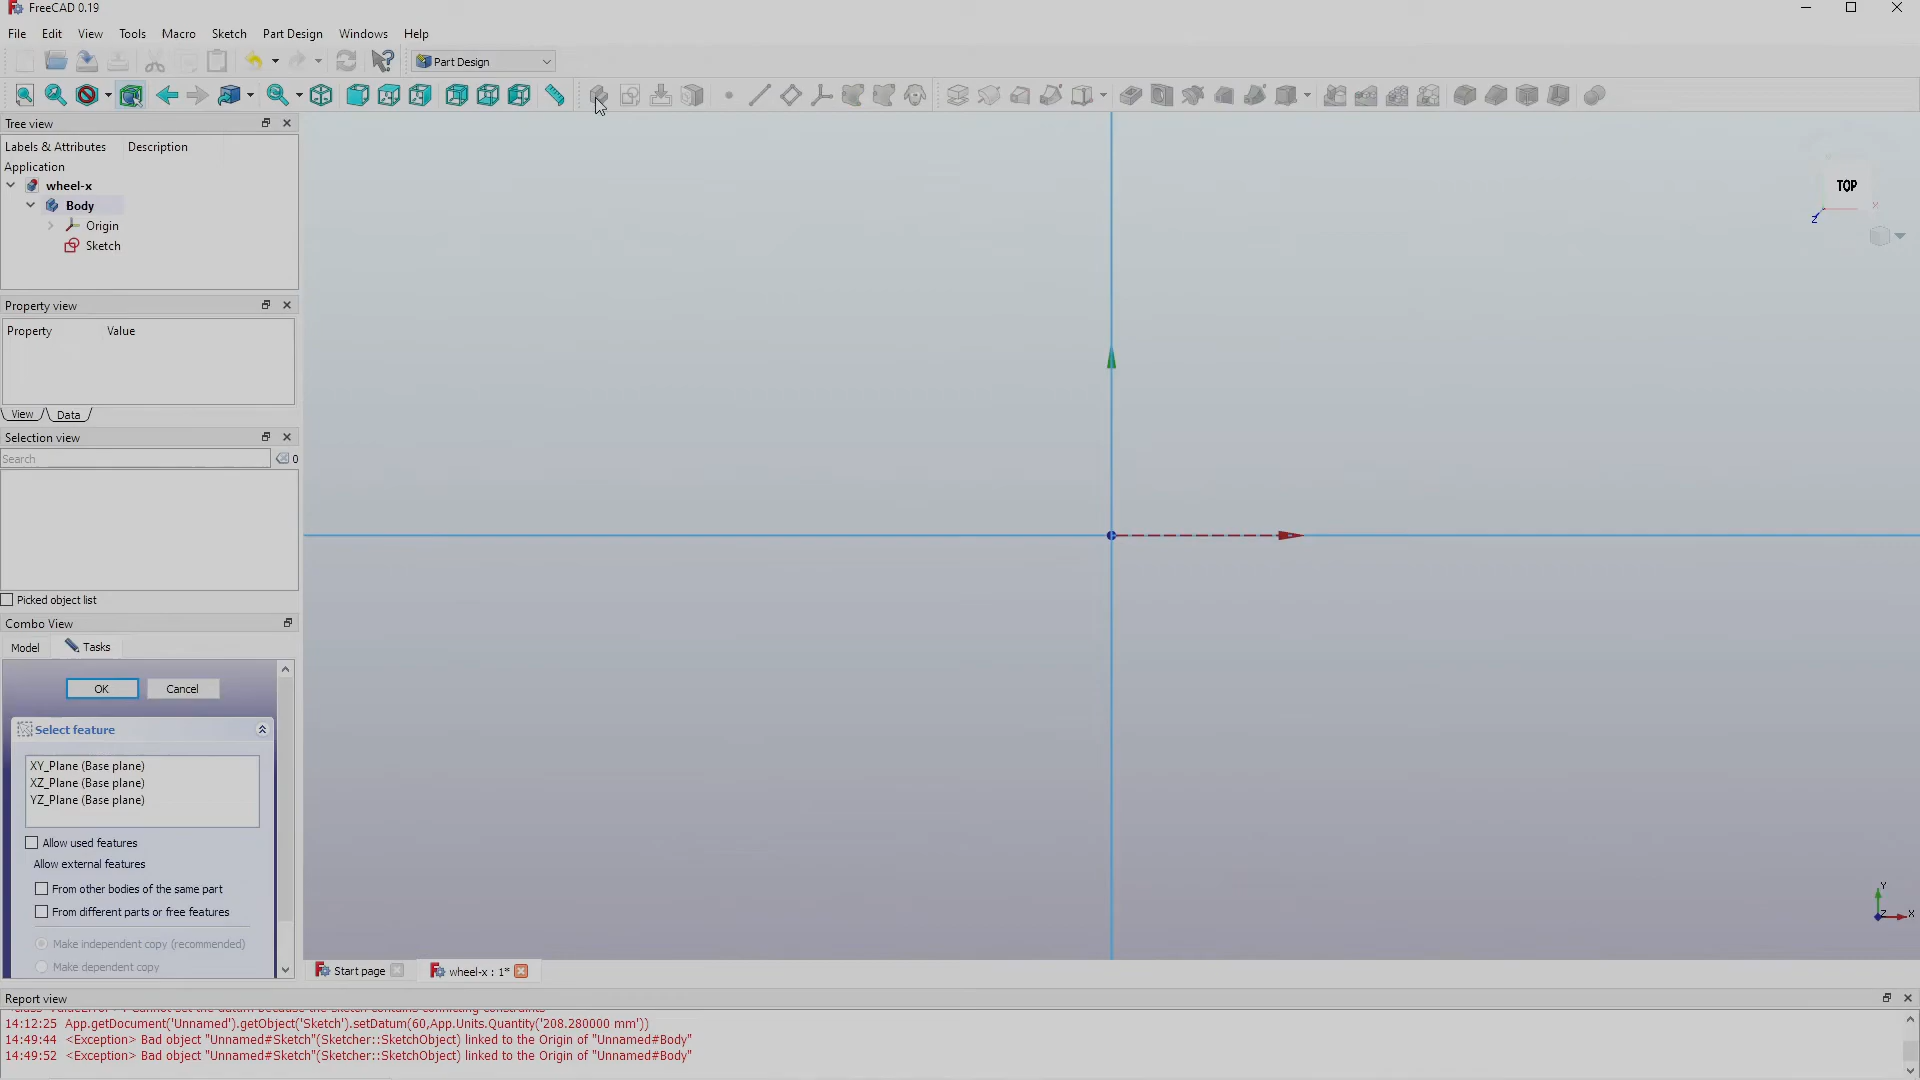 FreeCAD 0.19
File Edit View Tools Macro Sketch Part Design Windows Help
Part Design
Tree view
Labels & Attributes Description
Application
wheel-x
Body
Origin
Sketch
Property view
Property Value
View Data
Selection view
Search 0
Picked object list
Combo View
Model Tasks
OK Cancel
Select feature
XY_Plane (Base plane)
XZ_Plane (Base plane)
YZ_Plane (Base plane)
Allow used features
Allow external features
From other bodies of the same part
From different parts or free features
Make independent copy (recommended)
Make dependent copy
TOP
X
Z
Y
Z X
Start page wheel-x : 1*
Report view
14:12:25 App.getDocument('Unnamed').getObject('Sketch').setDatum(60,App.Units.Quantity('208.280000 mm'))
14:49:44 <Exception> Bad object "Unnamed#Sketch"(Sketcher::SketchObject) linked to the Origin of "Unnamed#Body"
14:49:52 <Exception> Bad object "Unnamed#Sketch"(Sketcher::SketchObject) linked to the Origin of "Unnamed#Body"